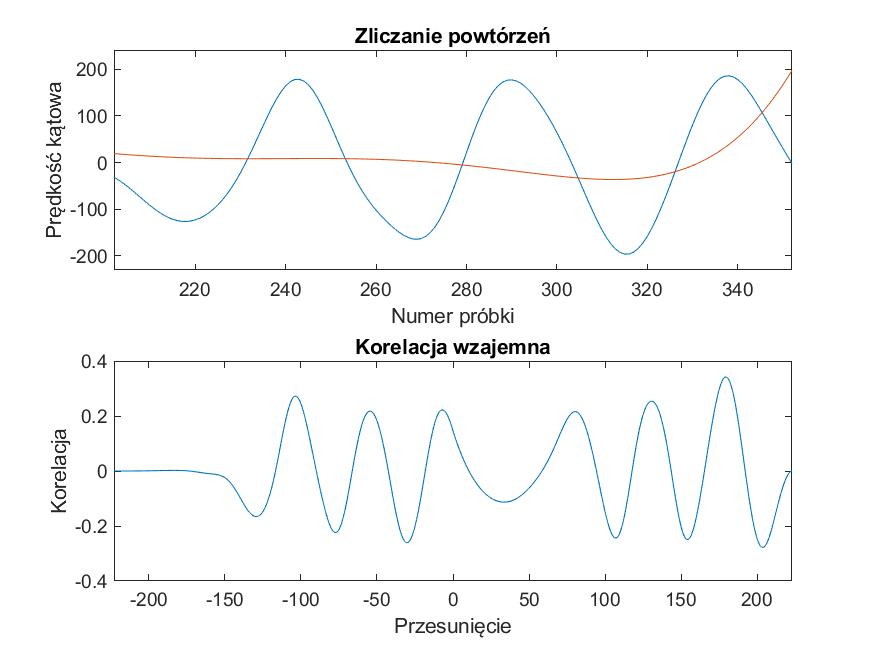 Zliczanie powtórzeń
Prędkość kątowa
200
100
0
-100
-200
220 240 260 280 300 320 340
Numer próbki
Korelacja wzajemna
Korelacja
0.4
0.2
0
-0.2
-0.4
-200 -150 -100 -50 0 50 100 150 200
Przesunięcie